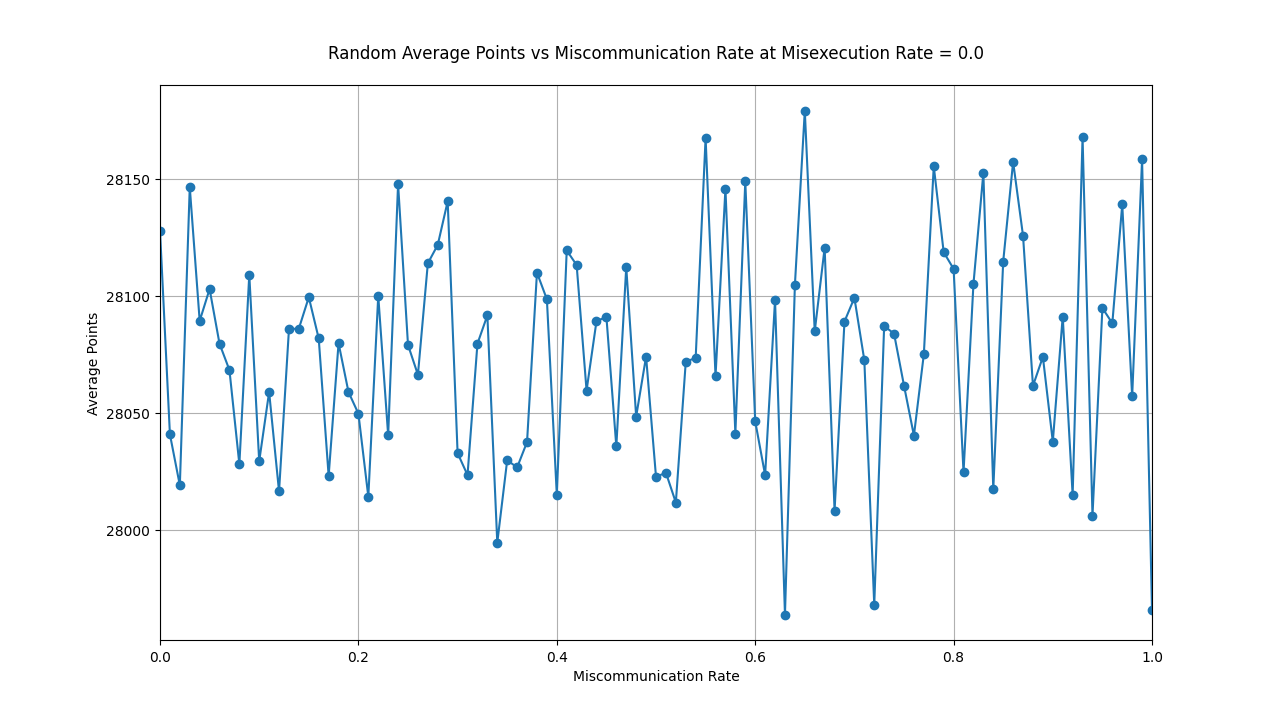 Random Average Points vs Miscommunication Rate at Misexecution Rate = 0.0
28150
28100
28050
28000
Average Points
0.0 0.2 0.4 0.6 0.8 1.0
Miscommunication Rate